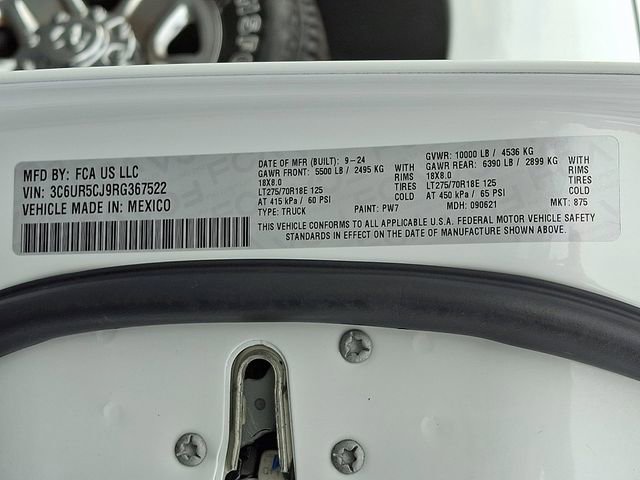 MFD BY: FCA US LLC
VIN: 3C6UR5CJ9RG367522
VEHICLE MADE IN: MEXICO
DATE OF MFR (BUILT): 9-24
GAWR FRONT: 5500 LB / 2495 KG WITH
18X8.0 RIMS
LT275/70R18E 125 TIRES
AT 415 kPa / 60 PSI COLD
TYPE: TRUCK PAINT: PW7
GVWR: 10000 LB / 4536 KG
GAWR REAR: 6390 LB / 2899 KG WITH
18X8.0 RIMS
LT275/70R18E 125 TIRES
AT 450 kPa / 65 PSI COLD
MDH: 090621 MKT: 875
THIS VEHICLE CONFORMS TO ALL APPLICABLE U.S.A. FEDERAL MOTOR VEHICLE SAFETY
STANDARDS IN EFFECT ON THE DATE OF MANUFACTURE SHOWN ABOVE.